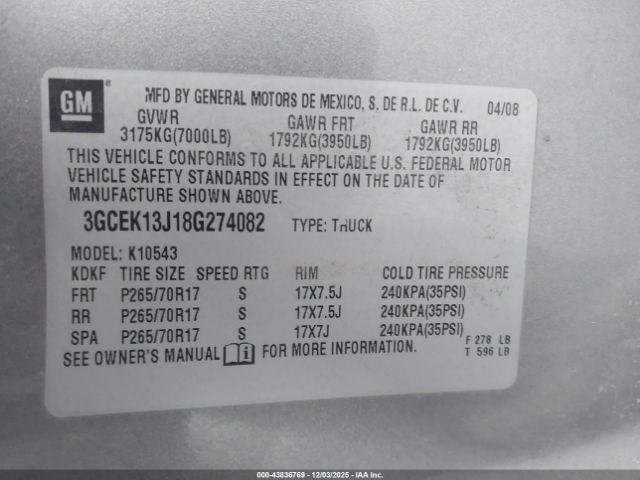 GM
MFD BY GENERAL MOTORS DE MEXICO, S. DE R.L. DE C.V. 04/08
GVWR GAWR FRT GAWR RR
3175KG(7000LB) 1792KG(3950LB) 1792KG(3950LB)
THIS VEHICLE CONFORMS TO ALL APPLICABLE U.S. FEDERAL MOTOR
VEHICLE SAFETY STANDARDS IN EFFECT ON THE DATE OF
MANUFACTURE SHOWN ABOVE.
3GCEK13J18G274082 TYPE: TRUCK
MODEL: K10543
KDKF TIRE SIZE SPEED RTG RIM COLD TIRE PRESSURE
FRT P265/70R17 S 17X7.5J 240KPA(35PSI)
RR P265/70R17 S 17X7.5J 240KPA(35PSI)
SPA P265/70R17 S 17X7J 240KPA(35PSI)
SEE OWNER'S MANUAL i FOR MORE INFORMATION.
F 278 LB
T 596 LB
000-43836769 - 12/03/2025 - IAA, Inc.